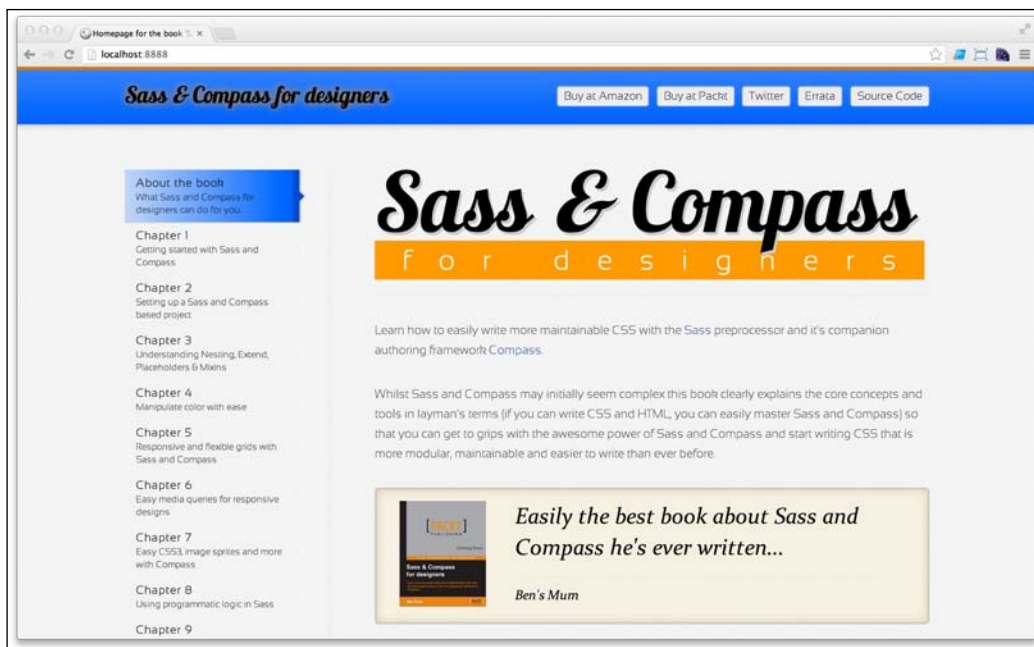 Homepage for the book
localhost:8888
Sass & Compass for designers
Buy at Amazon
Buy at Packt
Twitter
Errata
Source Code
About the book
What Sass and Compass for
designers can do for you.
Chapter 1
Getting started with Sass and
Compass
Chapter 2
Setting up a Sass and Compass
based project
Chapter 3
Understanding Nesting, Extend,
Placeholders & Mixins
Chapter 4
Manipulate color with ease
Chapter 5
Responsive and flexible grids with
Sass and Compass
Chapter 6
Easy media queries for responsive
designs
Chapter 7
Easy CSS3, image sprites and more
with Compass
Chapter 8
Using programmatic logic in Sass
Chapter 9
Sass & Compass
for designers
Learn how to easily write more maintainable CSS with the Sass preprocessor and it's companion
authoring framework Compass.
Whilst Sass and Compass may initially seem complex this book clearly explains the core concepts and
tools in layman's terms (if you can write CSS and HTML, you can easily master Sass and Compass) so
that you can get to grips with the awesome power of Sass and Compass and start writing CSS that is
more modular, maintainable and easier to write than ever before.
[PACKT]
PUBLISHING
Sass & Compass
for designers
Easily the best book about Sass and
Compass he's ever written...
Ben's Mum